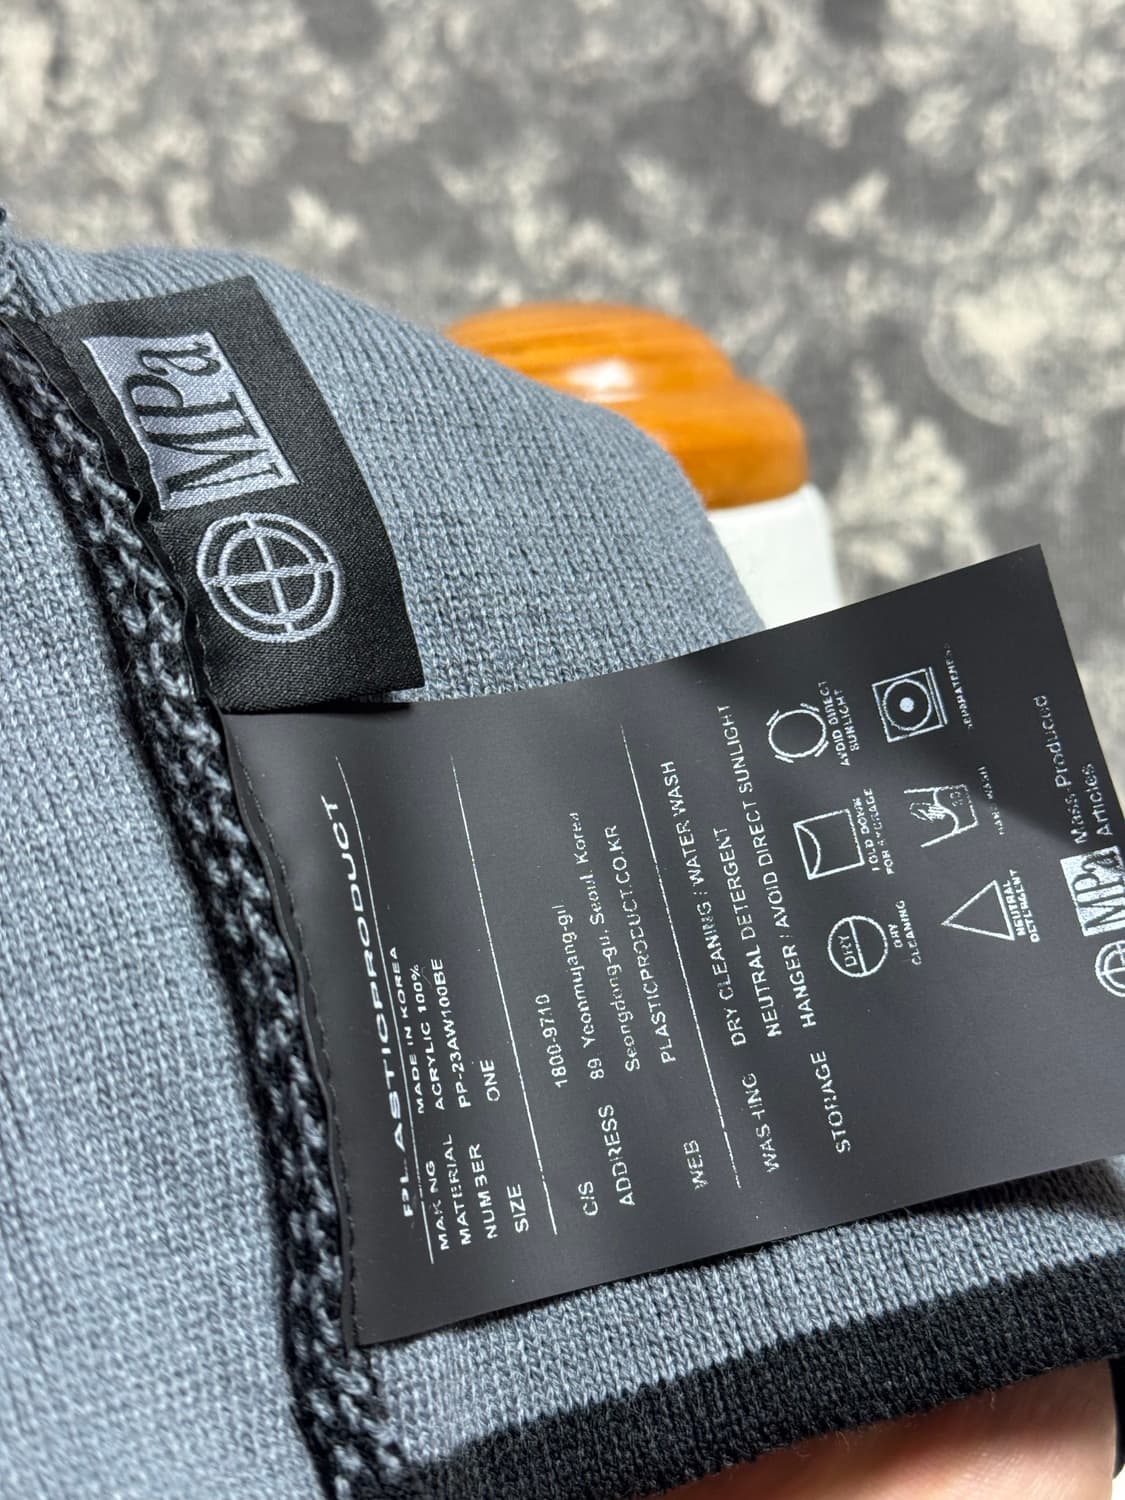 MPa
PLASTICPRODUCT
MAKING MADE IN KOREA
MATERIAL ACRYLIC 100%
NUMBER PP-23AW100BE
SIZE ONE
C/S 1800-9710
ADDRESS 89 Yeonmujang-gil
Seongdong-gu, Seoul, Korea
WEB PLASTICPRODUCT.CO.KR
WASHING DRY CLEANING / WATER WASH
NEUTRAL DETERGENT
STORAGE HANGER / AVOID DIRECT SUNLIGHT
DRY
DRY
CLEANING
FOLD DOWN
FOR STORAGE
AVOID DIRECT
SUNLIGHT
NEUTRAL
DETERGENT
HAND WASH
MPa Mass-Produced
Articles